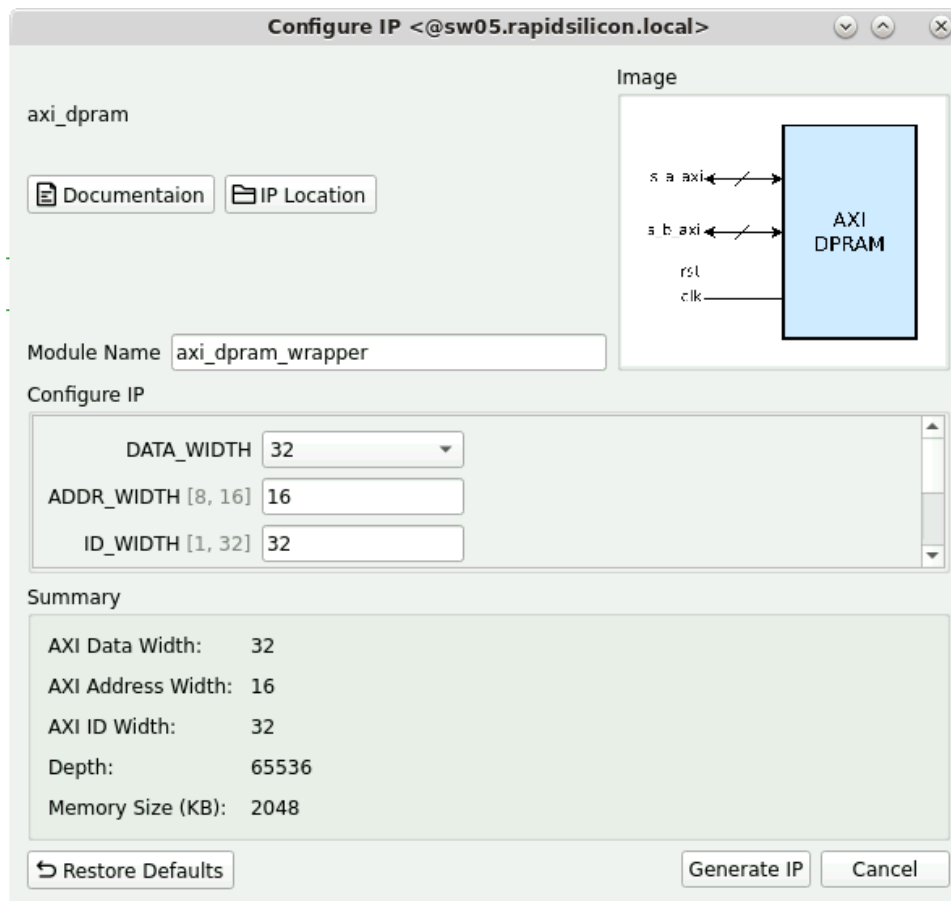 Configure IP <@sw05.rapidsilicon.local>
axi_dpram
Documentaion
IP Location
Image
s_a_axi
s_b_axi
rst
clk
AXI
DPRAM
Module Name axi_dpram_wrapper
Configure IP
DATA_WIDTH 32
ADDR_WIDTH [8, 16] 16
ID_WIDTH [1, 32] 32
Summary
AXI Data Width: 32
AXI Address Width: 16
AXI ID Width: 32
Depth: 65536
Memory Size (KB): 2048
Restore Defaults
Generate IP
Cancel